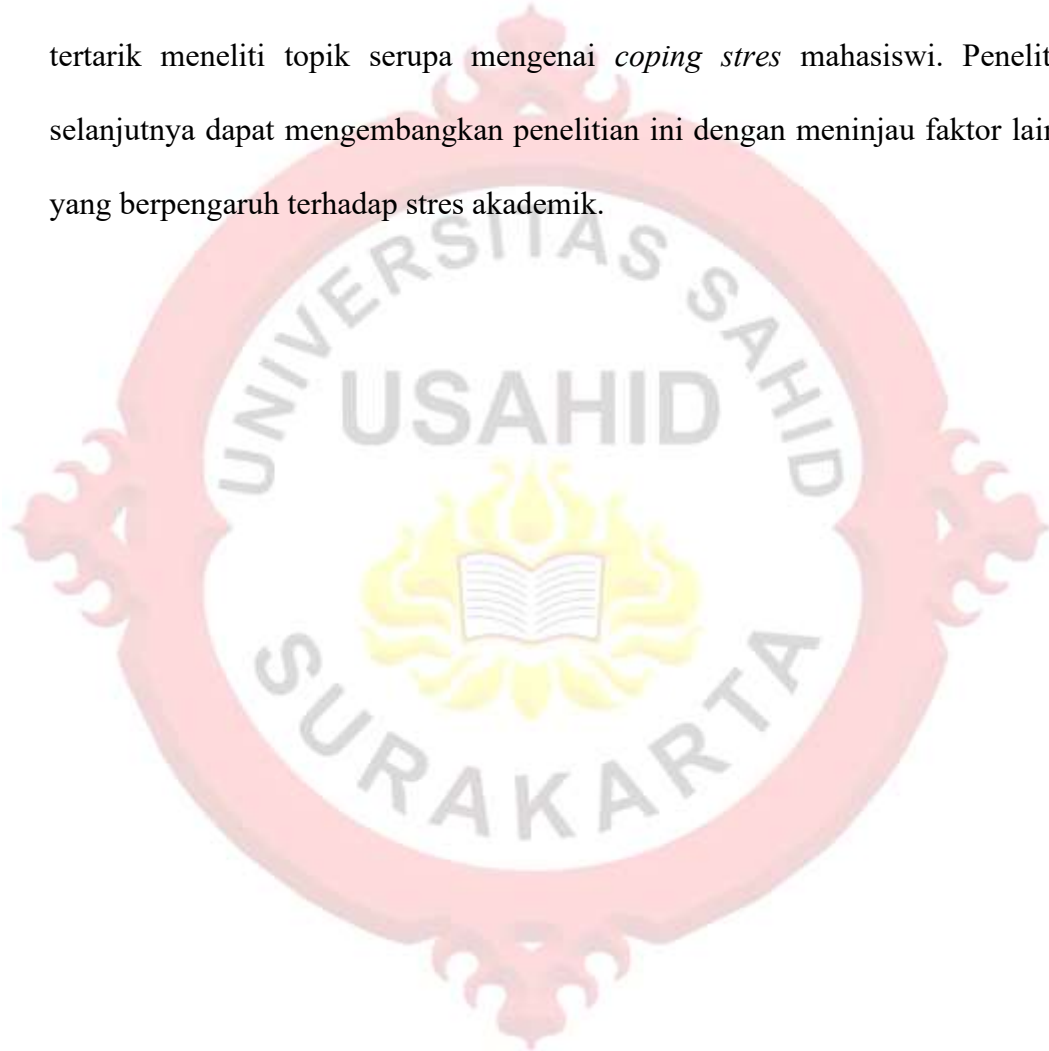 tertarik meneliti topik serupa mengenai coping stres mahasiswi. Penelit
selanjutnya dapat mengembangkan penelitian ini dengan meninjau faktor lain
yang berpengaruh terhadap stres akademik.
UNIVERSITAS SAHID
USAHID
SURAKARTA